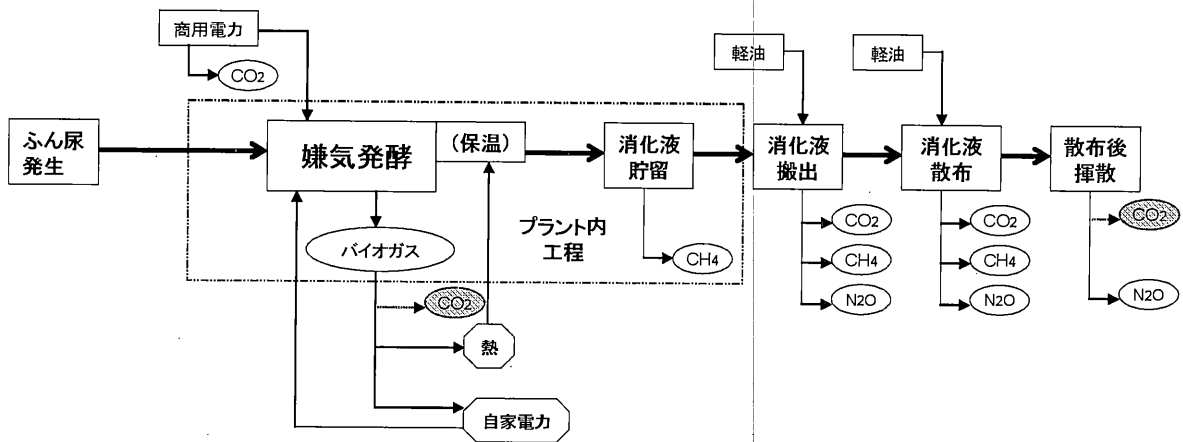 商用電力
CO2
軽油
軽油
ふん尿
発生
嫌気発酵
(保温)
消化液
貯留
消化液
搬出
消化液
散布
散布後
揮散
バイオガス
プラント内
工程
CH4
CO2
CH4
N2O
CO2
CH4
N2O
CO2
N2O
CO2
熱
自家電力